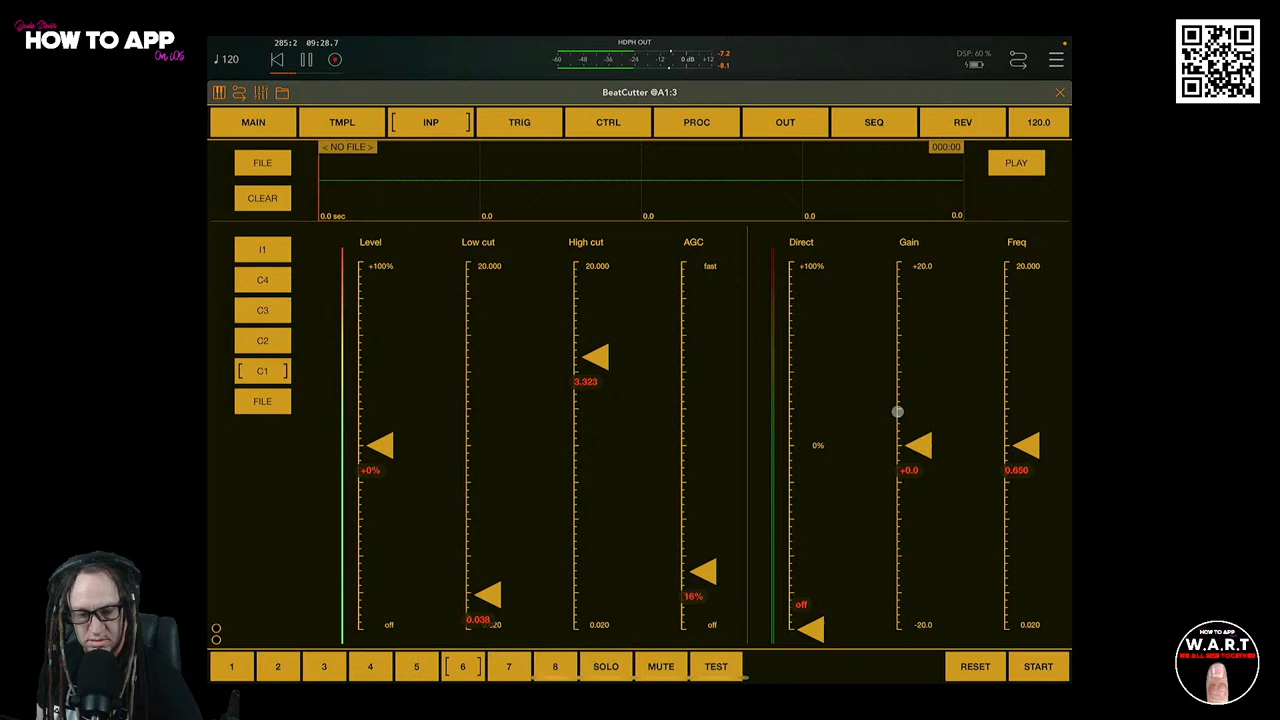 Jade Starr
HOW TO APP
On iOS
285:2 09:28.7
♩120
HDPH OUT
-60 -48 -36 -24 -12 0 dB +12
-7.2
-8.1
DSP: 60 %
BeatCutter @A1:3
MAIN TMPL [ INP ] TRIG CTRL PROC OUT SEQ REV 120.0
< NO FILE > 000:00
FILE PLAY
CLEAR
0.0 sec 0.0 0.0 0.0 0.0
Level Low cut High cut AGC Direct Gain Freq
+100% 20.000 20.000 fast +100% +20.0 20.000
I1
C4
C3
C2
[ C1 ]
FILE
3.323
0%
+0% +0.0 0.650
16% off
0.038
off 0.020 off -20.0 0.020
1 2 3 4 5 [ 6 ] 7 8 SOLO MUTE TEST RESET START
HOW TO APP
W.A.R.T